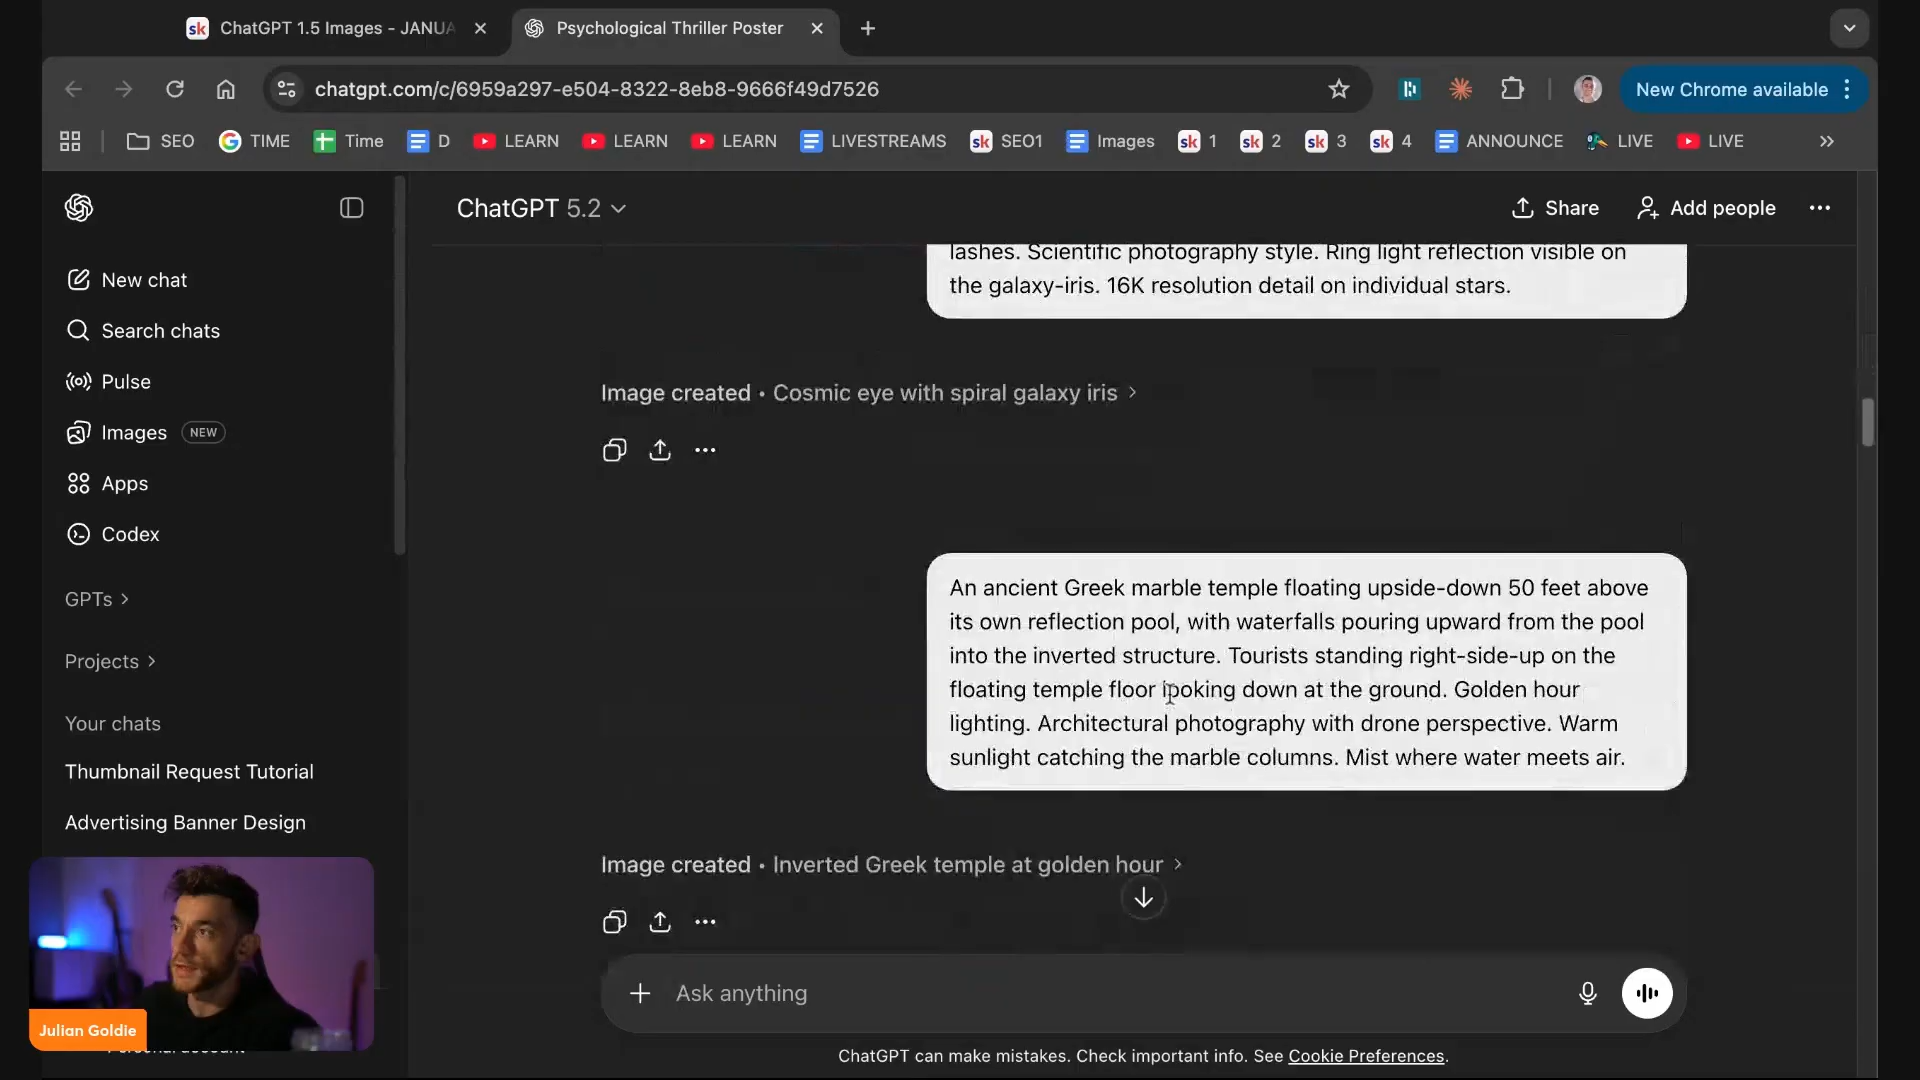 sk ChatGPT 1.5 Images - JANUA
Psychological Thriller Poster
chatgpt.com/c/6959a297-e504-8322-8eb8-9666f49d7526
New Chrome available
SEO
TIME
Time
D
LEARN
LEARN
LEARN
LIVESTREAMS
sk SEO1
Images
sk 1
sk 2
sk 3
sk 4
ANNOUNCE
LIVE
LIVE
ChatGPT 5.2
Share
Add people
New chat
Search chats
Pulse
Images NEW
Apps
Codex
GPTs
Projects
Your chats
Thumbnail Request Tutorial
Advertising Banner Design
Julian Goldie
lashes. Scientific photography style. Ring light reflection visible on
the galaxy-iris. 16K resolution detail on individual stars.
Image created • Cosmic eye with spiral galaxy iris
An ancient Greek marble temple floating upside-down 50 feet above
its own reflection pool, with waterfalls pouring upward from the pool
into the inverted structure. Tourists standing right-side-up on the
floating temple floor looking down at the ground. Golden hour
lighting. Architectural photography with drone perspective. Warm
sunlight catching the marble columns. Mist where water meets air.
Image created • Inverted Greek temple at golden hour
Ask anything
ChatGPT can make mistakes. Check important info. See Cookie Preferences.